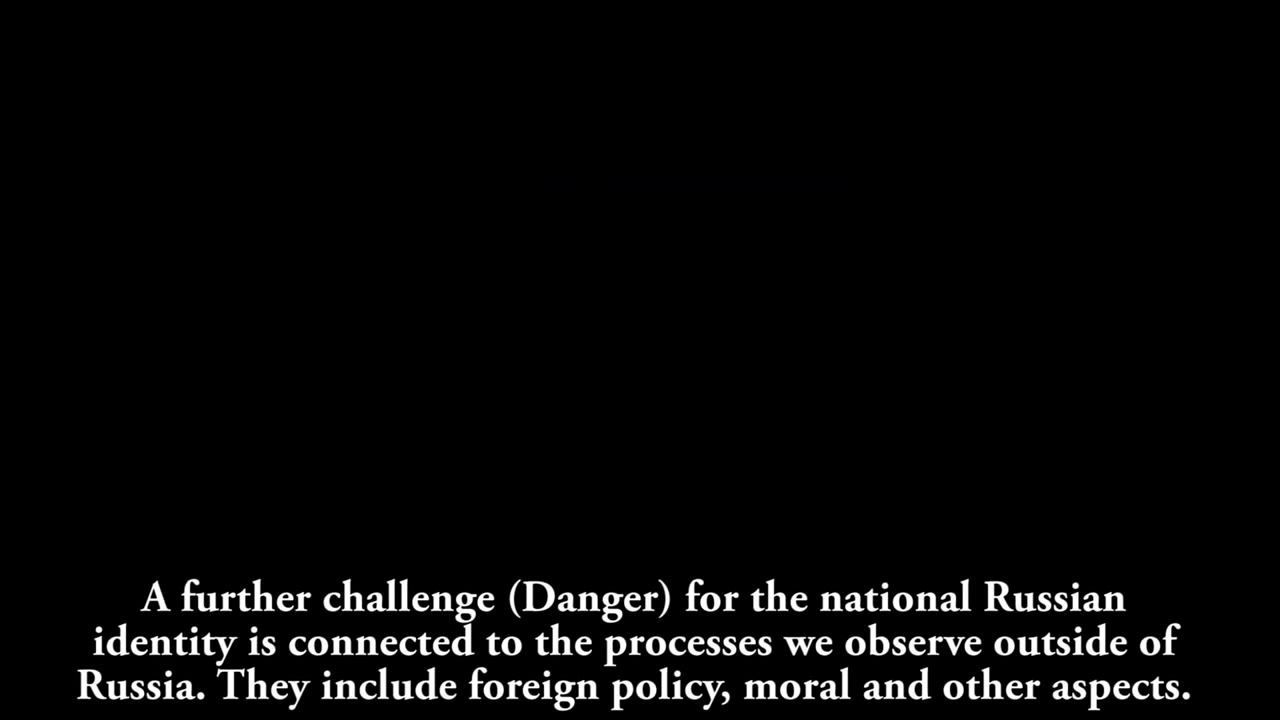 A further challenge (Danger) for the national Russian
identity is connected to the processes we observe outside of
Russia. They include foreign policy, moral and other aspects.